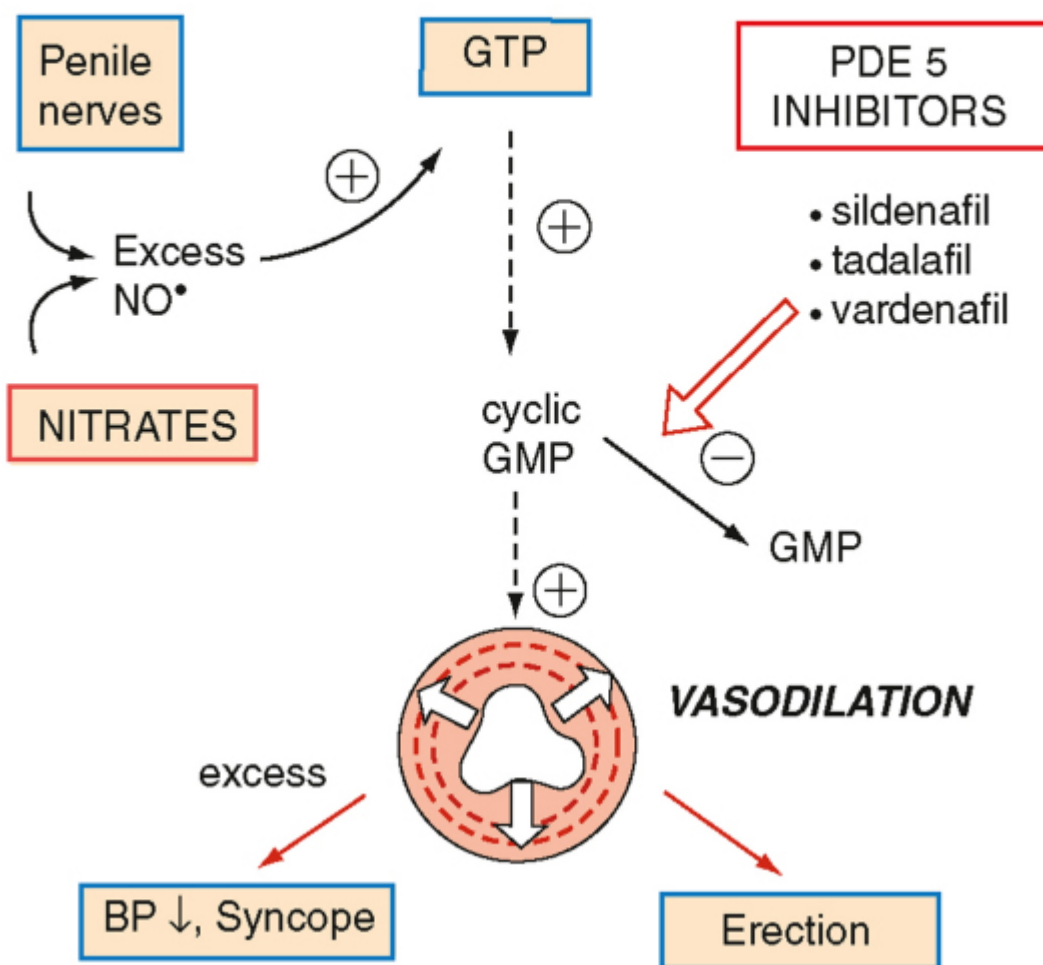 Penile
nerves
GTP
PDE 5
INHIBITORS
+
+
• sildenafil
• tadalafil
• vardenafil
Excess
NO•
NITRATES
cyclic
GMP
−
GMP
+
VASODILATION
excess
BP ↓, Syncope
Erection